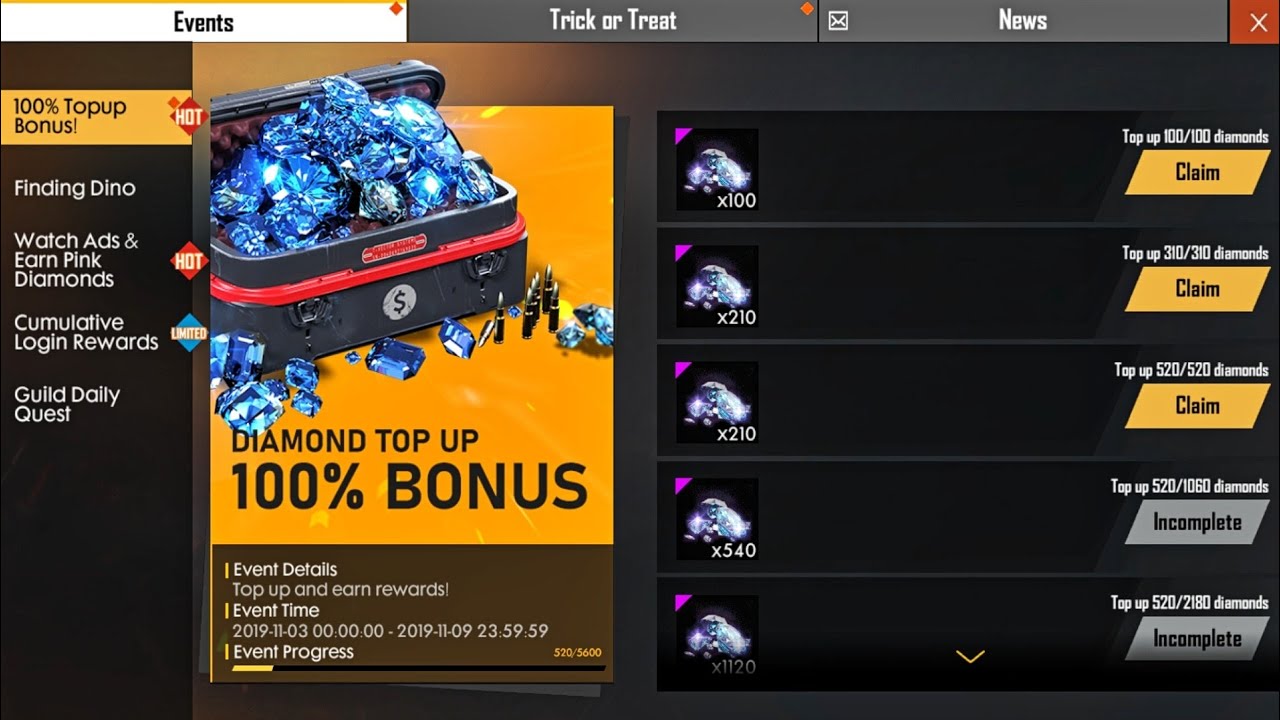 Events
Trick or Treat
News
100% Topup
Bonus!
HOT
Finding Dino
Watch Ads &
Earn Pink
Diamonds
HOT
Cumulative
Login Rewards
LIMITED
Guild Daily
Quest
$
DIAMOND TOP UP
100% BONUS
Event Details
Top up and earn rewards!
Event Time
2019-11-03 00:00:00 - 2019-11-09 23:59:59
Event Progress
520/5600
x100
Top up 100/100 diamonds
Claim
x210
Top up 310/310 diamonds
Claim
x210
Top up 520/520 diamonds
Claim
x540
Top up 520/1060 diamonds
Incomplete
x1120
Top up 520/2180 diamonds
Incomplete